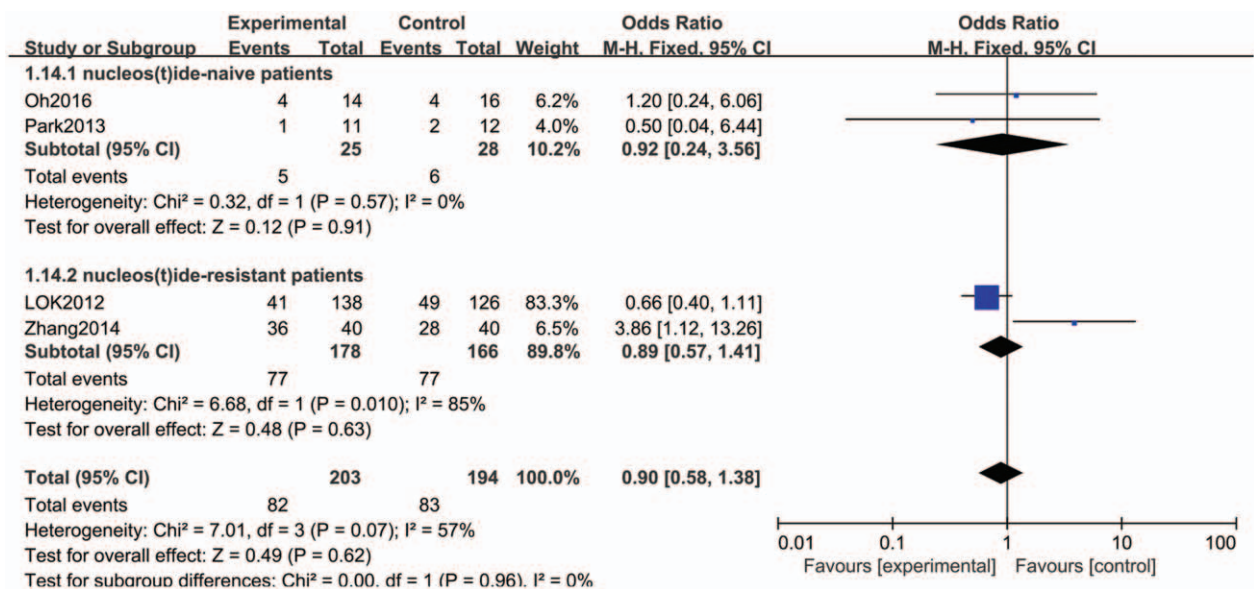 Experimental Control Odds Ratio Odds Ratio
Study or Subgroup Events Total Events Total Weight M-H. Fixed. 95% CI M-H. Fixed. 95% CI
1.14.1 nucleos(t)ide-naive patients
Oh2016 4 14 4 16 6.2% 1.20 [0.24, 6.06]
Park2013 1 11 2 12 4.0% 0.50 [0.04, 6.44]
Subtotal (95% CI) 25 28 10.2% 0.92 [0.24, 3.56]
Total events 5 6
Heterogeneity: Chi² = 0.32, df = 1 (P = 0.57); I² = 0%
Test for overall effect: Z = 0.12 (P = 0.91)
1.14.2 nucleos(t)ide-resistant patients
LOK2012 41 138 49 126 83.3% 0.66 [0.40, 1.11]
Zhang2014 36 40 28 40 6.5% 3.86 [1.12, 13.26]
Subtotal (95% CI) 178 166 89.8% 0.89 [0.57, 1.41]
Total events 77 77
Heterogeneity: Chi² = 6.68, df = 1 (P = 0.010); I² = 85%
Test for overall effect: Z = 0.48 (P = 0.63)
Total (95% CI) 203 194 100.0% 0.90 [0.58, 1.38]
Total events 82 83
Heterogeneity: Chi² = 7.01, df = 3 (P = 0.07); I² = 57%
Test for overall effect: Z = 0.49 (P = 0.62)
Test for subgroup differences: Chi² = 0.00. df = 1 (P = 0.96). I² = 0%
0.01 0.1 1 10 100
Favours [experimental] Favours [control]